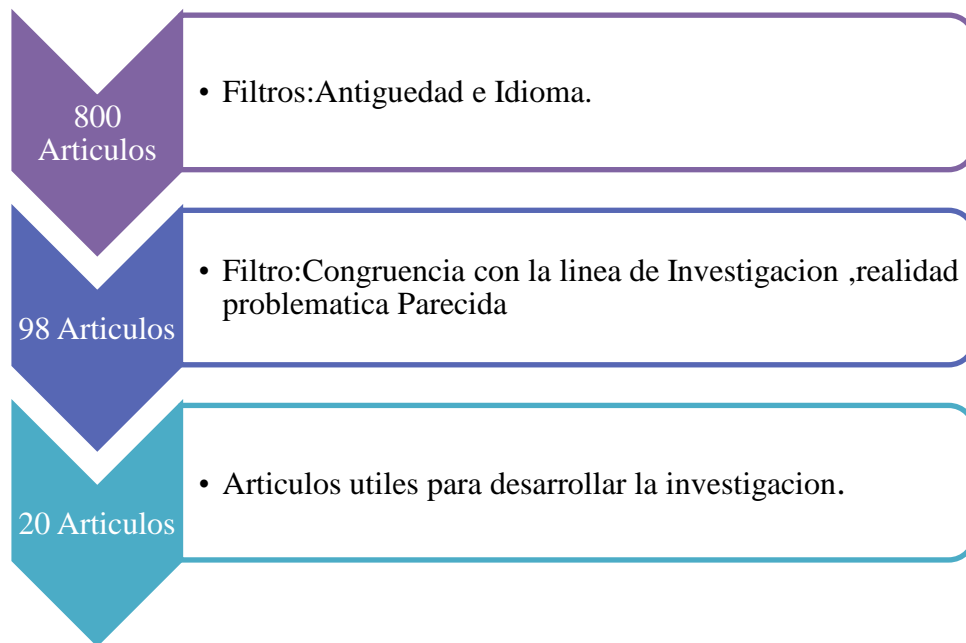 800
Articulos
• Filtros:Antiguedad e Idioma.
98 Articulos
• Filtro:Congruencia con la linea de Investigacion ,realidad
problematica Parecida
20 Articulos
• Articulos utiles para desarrollar la investigacion.